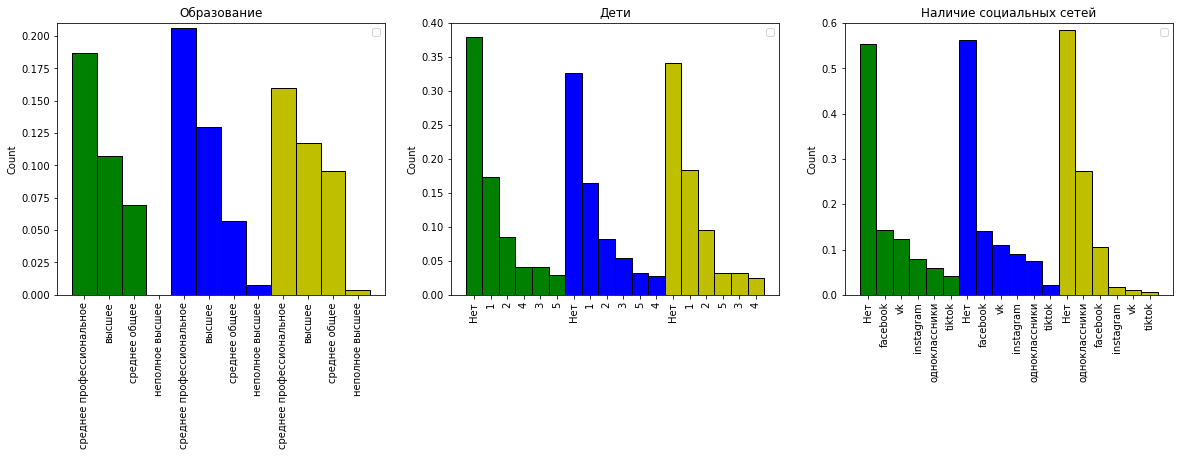 Образование
Count
0.200
0.175
0.150
0.125
0.100
0.075
0.050
0.025
0.000
среднее профессиональное
высшее
среднее общее
неполное высшее
среднее профессиональное
высшее
среднее общее
неполное высшее
среднее профессиональное
высшее
среднее общее
неполное высшее
Дети
Count
0.40
0.35
0.30
0.25
0.20
0.15
0.10
0.05
0.00
Нет
1
2
4
3
5
Нет
1
2
3
5
4
Нет
1
2
5
3
4
Наличие социальных сетей
Count
0.6
0.5
0.4
0.3
0.2
0.1
0.0
Нет
facebook
vk
instagram
одноклассники
tiktok
Нет
facebook
vk
instagram
одноклассники
tiktok
Нет
одноклассники
facebook
instagram
vk
tiktok